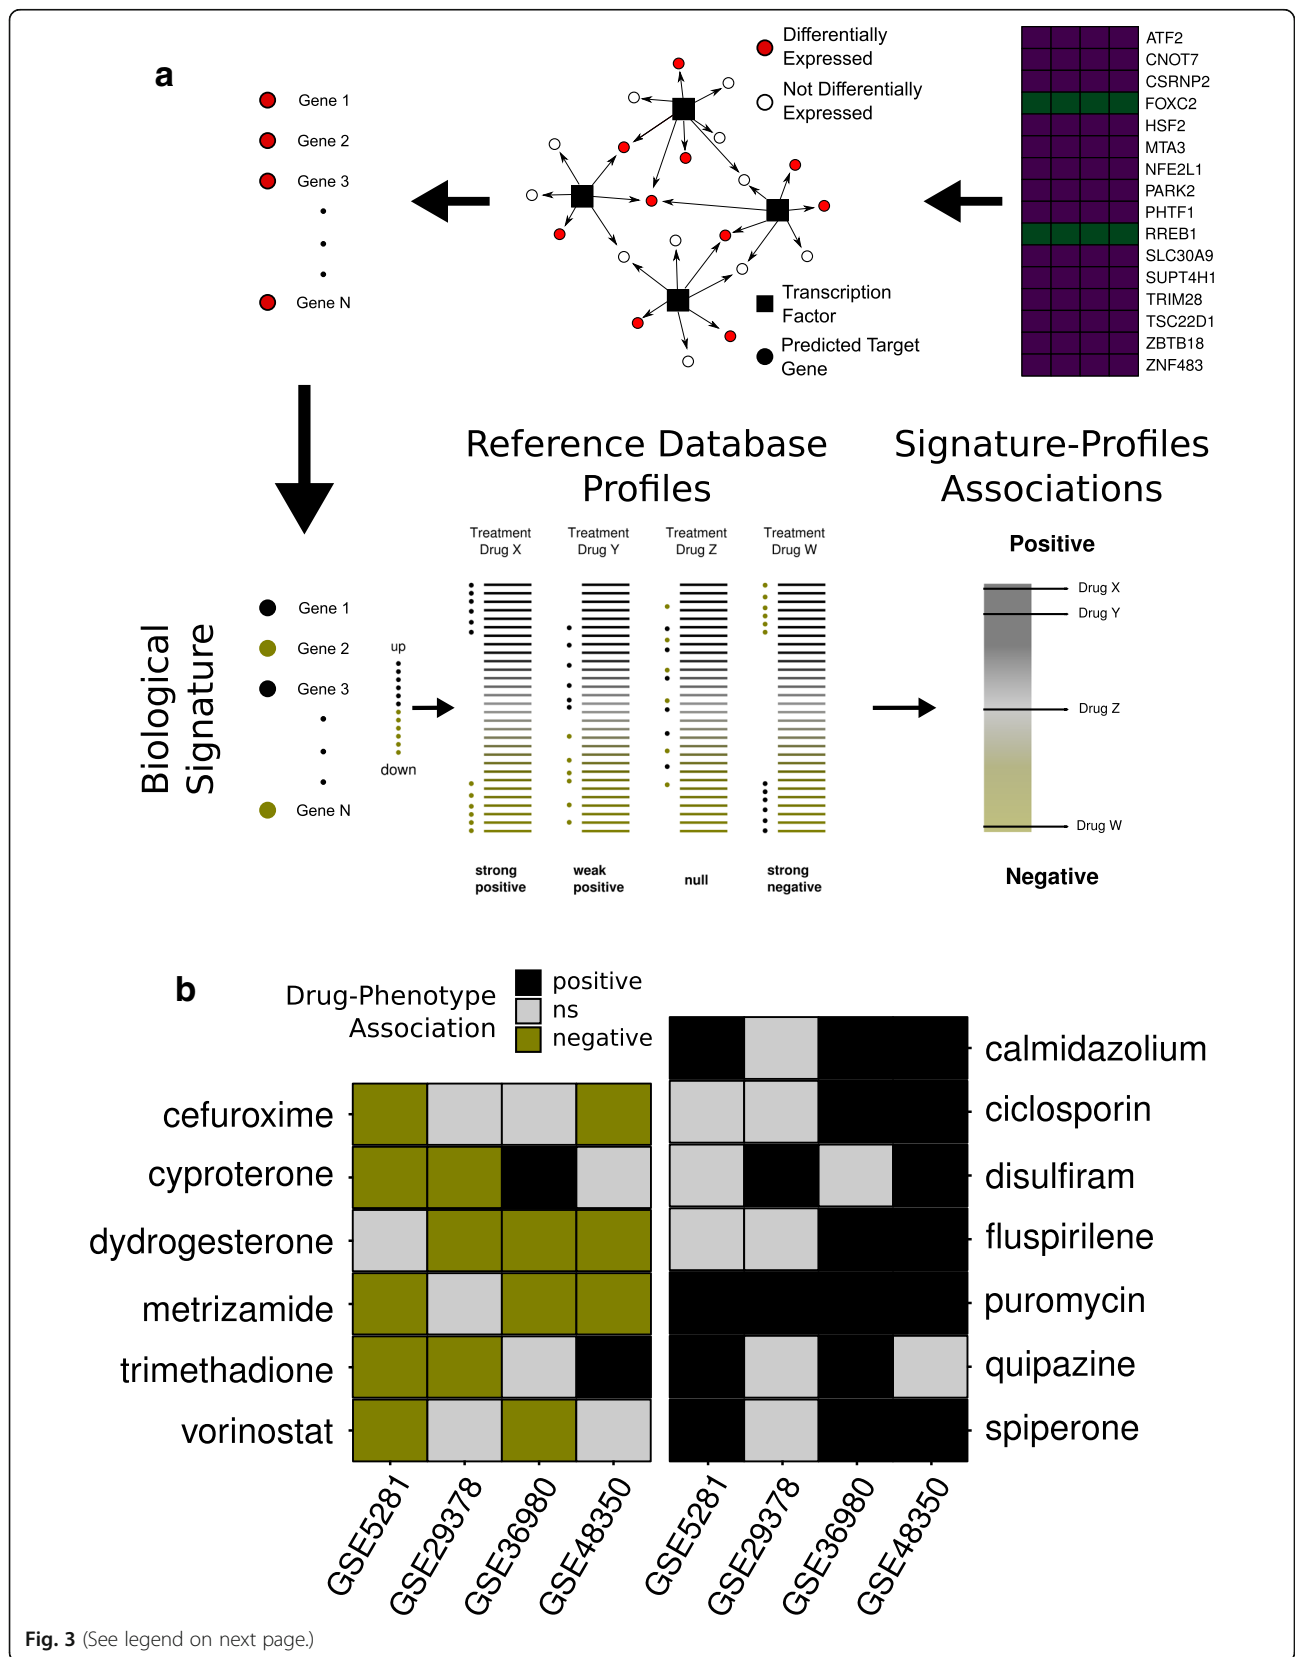 a
Gene 1
Gene 2
Gene 3
Gene N
Differentially
Expressed
Not Differentially
Expressed
Transcription
Factor
Predicted Target
Gene
ATF2
CNOT7
CSRNP2
FOXC2
HSF2
MTA3
NFE2L1
PARK2
PHTF1
RREB1
SLC30A9
SUPT4H1
TRIM28
TSC22D1
ZBTB18
ZNF483
Reference Database
Profiles
Signature-Profiles
Associations
Biological
Signature
Gene 1
Gene 2
Gene 3
Gene N
up
down
Treatment
Drug X
Treatment
Drug Y
Treatment
Drug Z
Treatment
Drug W
strong
positive
weak
positive
null
strong
negative
Positive
Drug X
Drug Y
Drug Z
Drug W
Negative
b
Drug-Phenotype
Association
positive
ns
negative
cefuroxime
cyproterone
dydrogesterone
metrizamide
trimethadione
vorinostat
calmidazolium
ciclosporin
disulfiram
fluspirilene
puromycin
quipazine
spiperone
GSE5281
GSE29378
GSE36980
GSE48350
GSE5281
GSE29378
GSE36980
GSE48350
Fig. 3 (See legend on next page.)